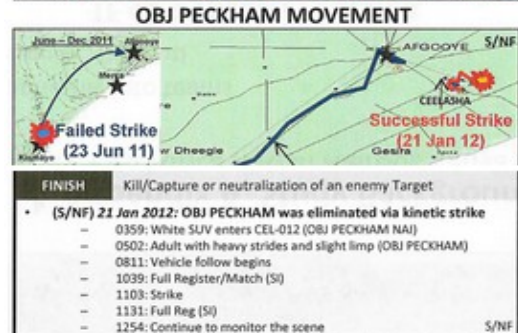 OBJ PECKHAM MOVEMENT
June – Dec 2011
Afgooye
AFGOOYE
S/NF
Merca
CEELASHA
Failed Strike
(23 Jun 11)
Successful Strike
(21 Jan 12)
Kismayo
w Dheegle
Gesira
FINISH
Kill/Capture or neutralization of an enemy Target
• (S/NF) 21 Jan 2012: OBJ PECKHAM was eliminated via kinetic strike
– 0359: White SUV enters CEL-012 (OBJ PECKHAM NAI)
– 0502: Adult with heavy strides and slight limp (OBJ PECKHAM)
– 0811: Vehicle follow begins
– 1039: Full Register/Match (SI)
– 1103: Strike
– 1131: Full Reg (SI)
– 1254: Continue to monitor the scene
S/NF